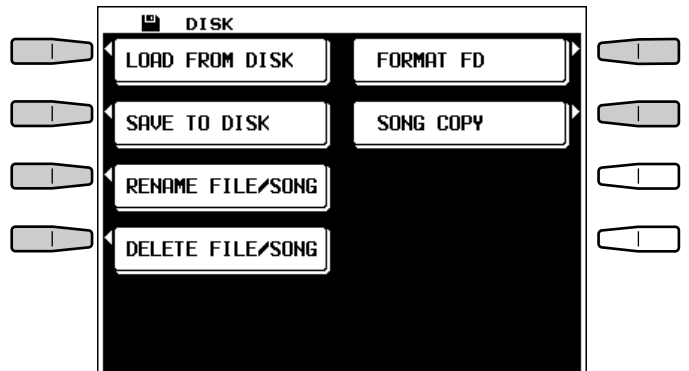 DISK
LOAD FROM DISK
FORMAT FD
SAVE TO DISK
SONG COPY
RENAME FILE/SONG
DELETE FILE/SONG